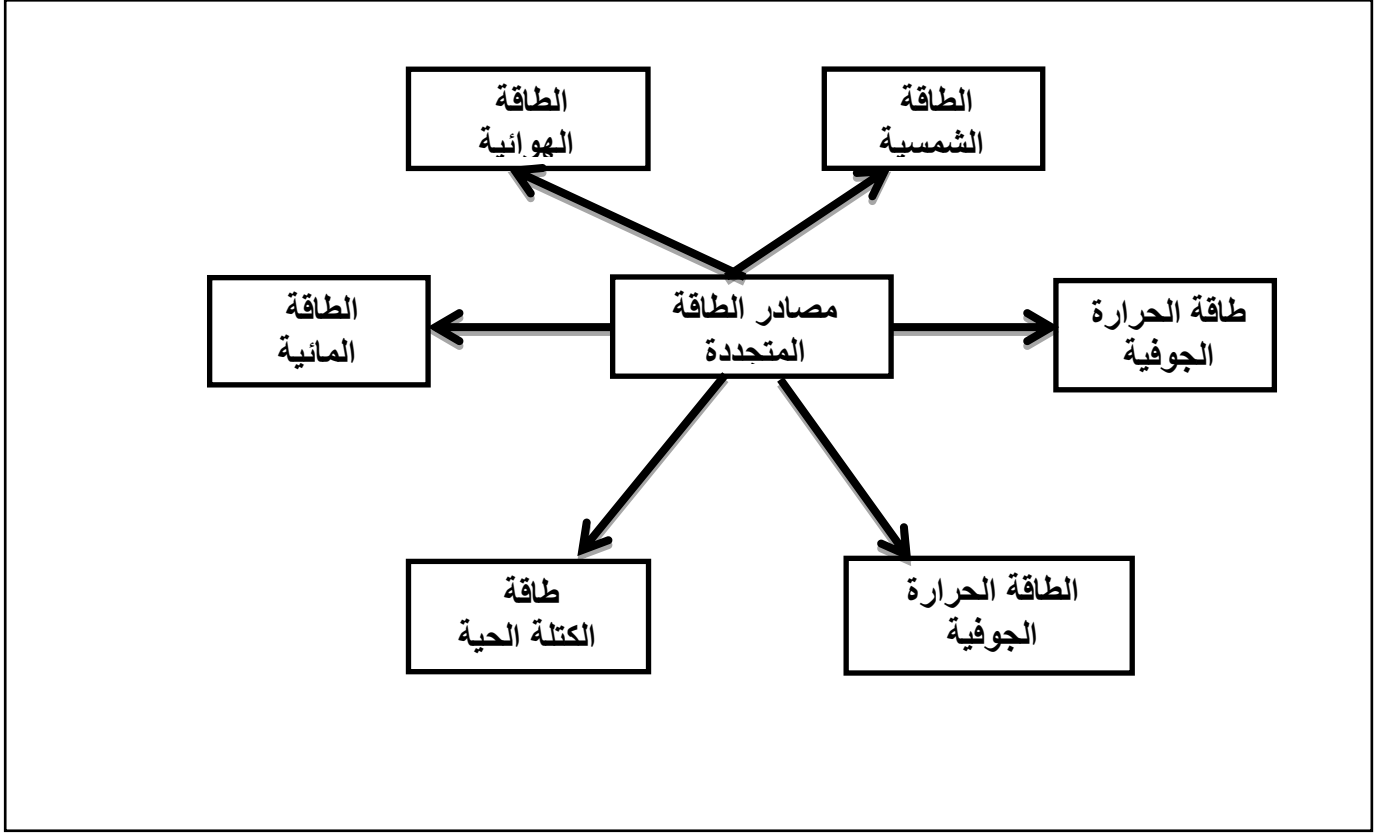 الطاقة
الشمسية
الطاقة
الهوائية
طاقة الحرارة
الجوفية
مصادر الطاقة
المتجددة
الطاقة
المائية
الطاقة الحرارة
الجوفية
طاقة
الكتلة الحية